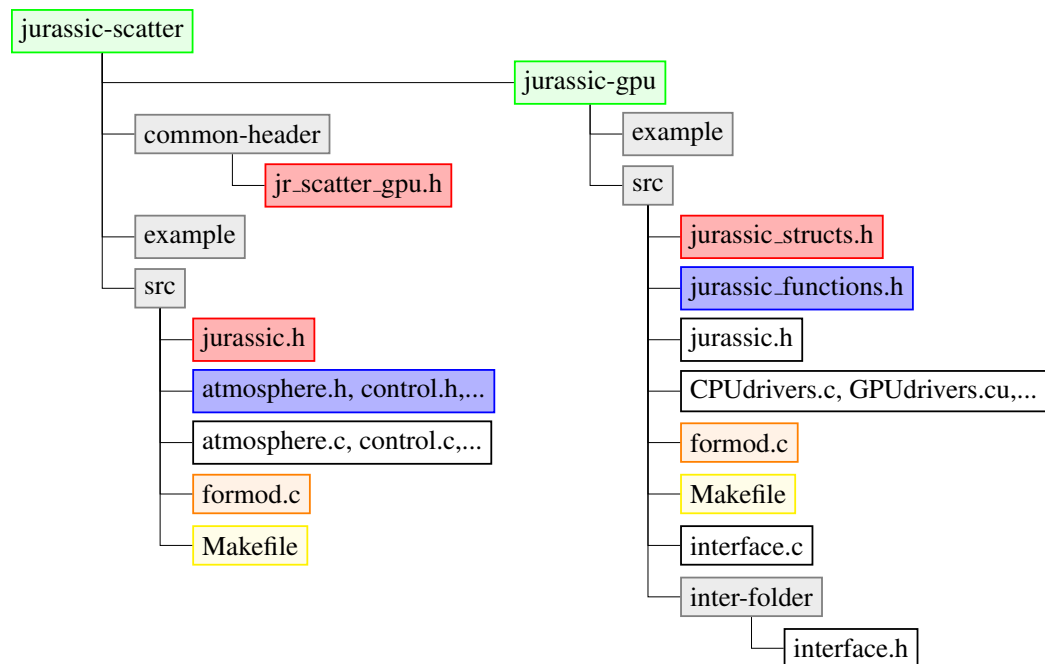 jurassic-scatter
jurassic-gpu
common-header
jr_scatter_gpu.h
example
src
jurassic.h
atmosphere.h, control.h,...
atmosphere.c, control.c,...
formod.c
Makefile
example
src
jurassic_structs.h
jurassic_functions.h
jurassic.h
CPUdrivers.c, GPUdrivers.cu,...
formod.c
Makefile
interface.c
inter-folder
interface.h